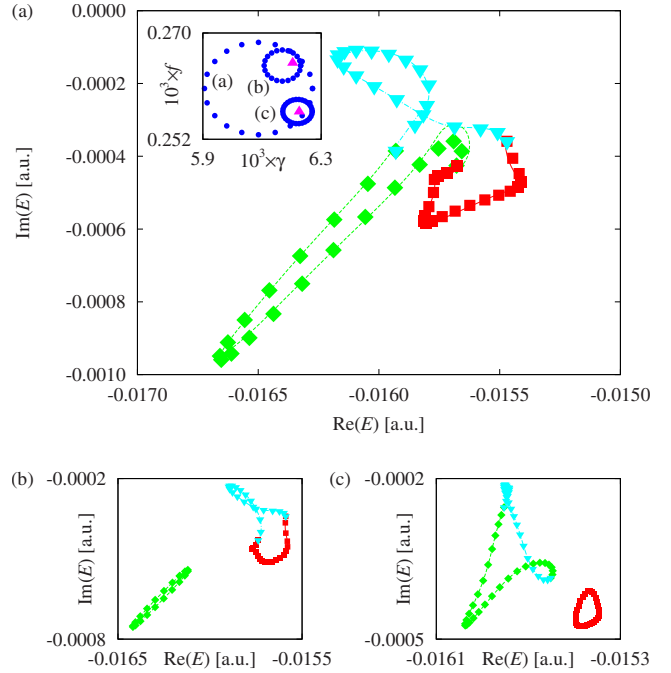 (a)
0.0000
-0.0002
-0.0004
-0.0006
-0.0008
-0.0010
Im(E) [a.u.]
-0.0170
-0.0165
-0.0160
-0.0155
-0.0150
Re(E) [a.u.]
0.270
0.252
10³×f
(a)
(b)
(c)
5.9
10³×γ
6.3
(b)
-0.0002
-0.0008
Im(E) [a.u.]
-0.0165
Re(E) [a.u.]
-0.0155
(c)
-0.0002
-0.0005
Im(E) [a.u.]
-0.0161
Re(E) [a.u.]
-0.0153